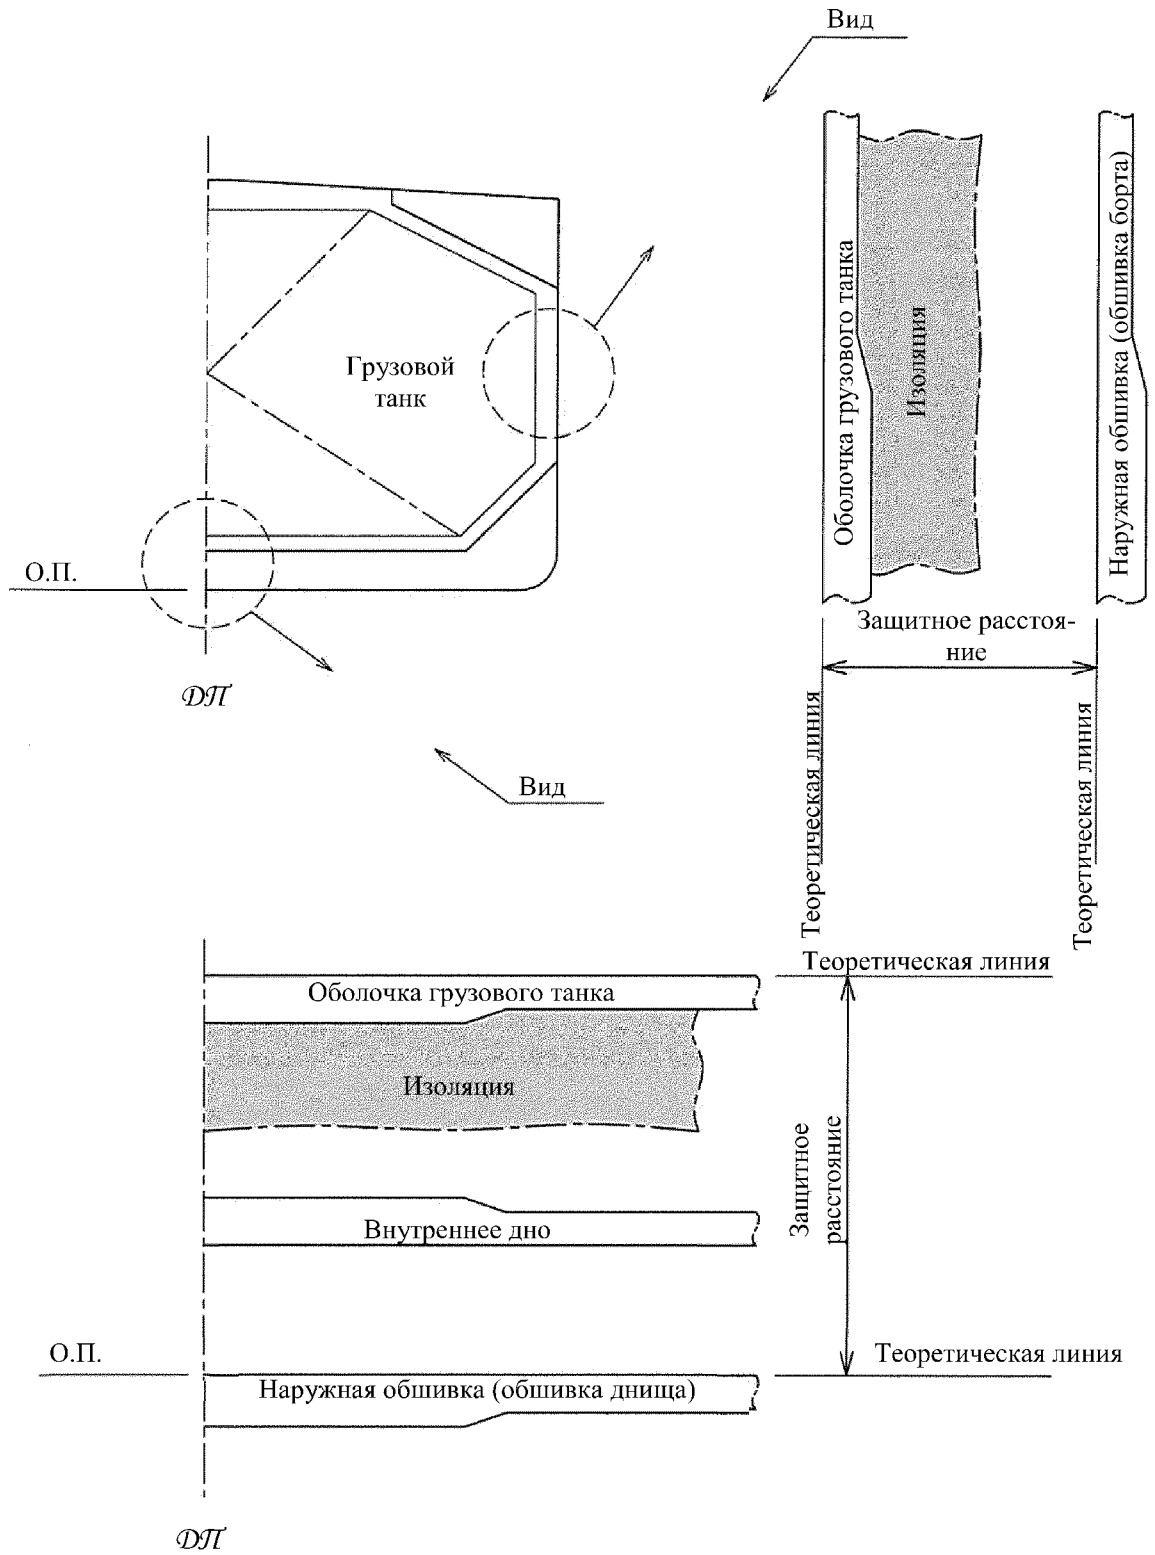 Вид
Оболочка грузового танка
Изоляция
Наружная обшивка (обшивка борта)
Грузовой
танк
О.П.
ДП
Защитное расстоя-
ние
Теоретическая линия
Теоретическая линия
Вид
Теоретическая линия
Оболочка грузового танка
Изоляция
Защитное
расстояние
Внутреннее дно
О.П.
Теоретическая линия
Наружная обшивка (обшивка днища)
ДП